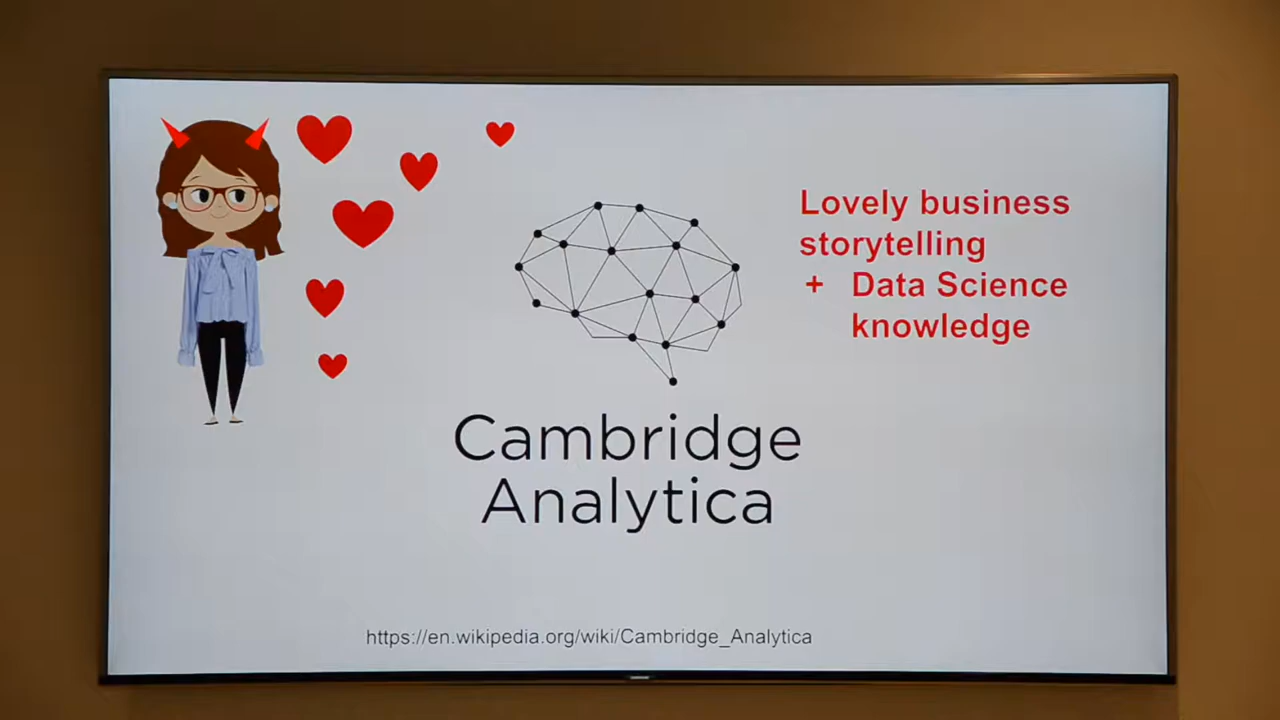 Lovely business
storytelling
+ Data Science
knowledge
Cambridge
Analytica
https://en.wikipedia.org/wiki/Cambridge_Analytica